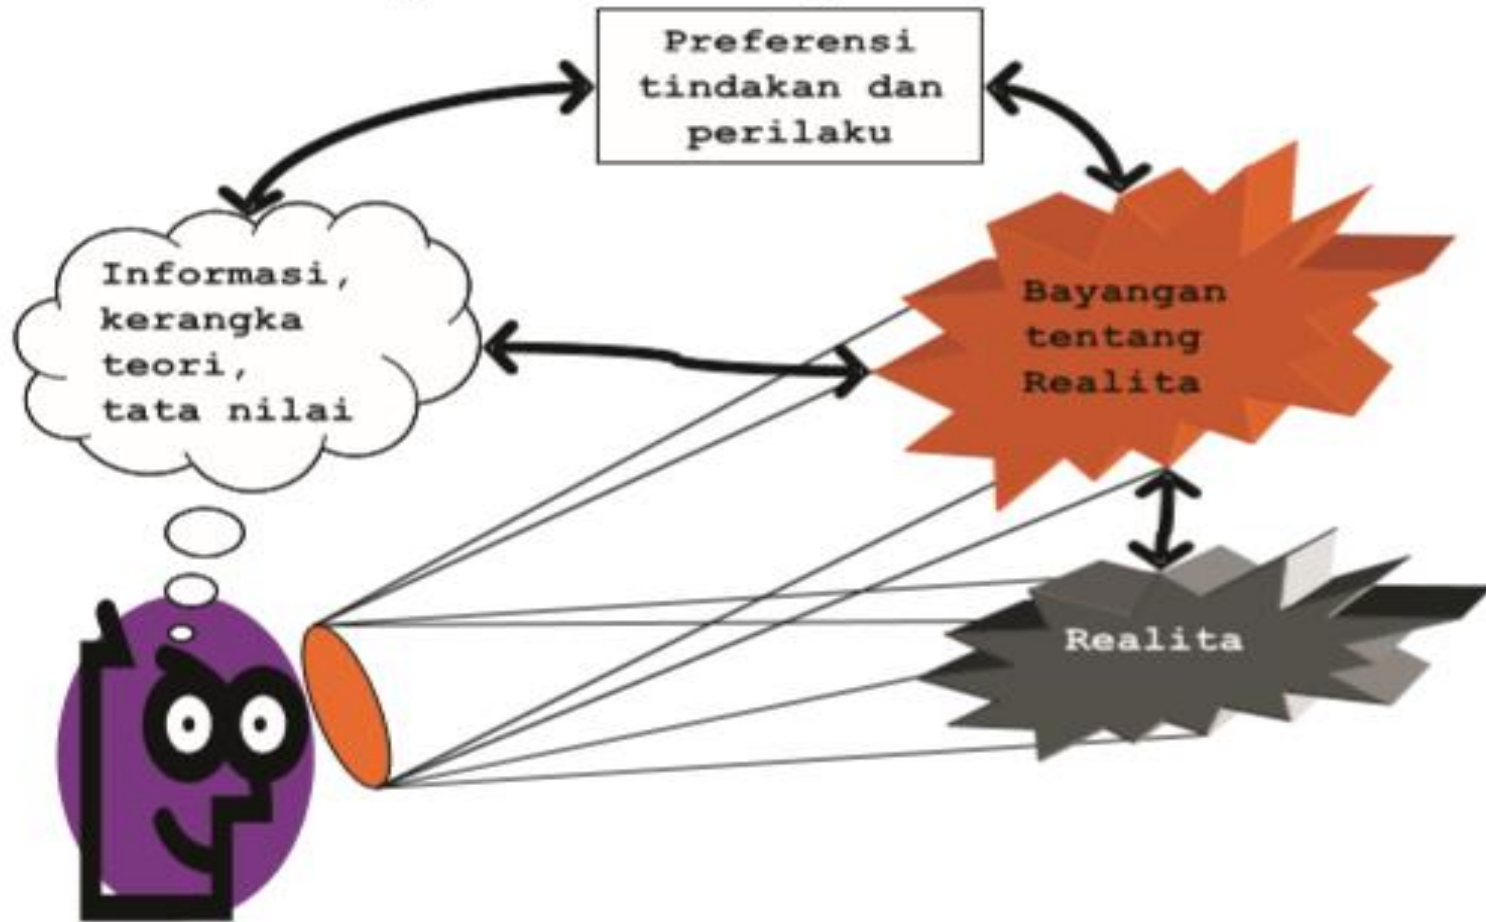 Preferensi
tindakan dan
perilaku
Informasi,
kerangka
teori,
tata nilai
Bayangan
tentang
Realita
Realita